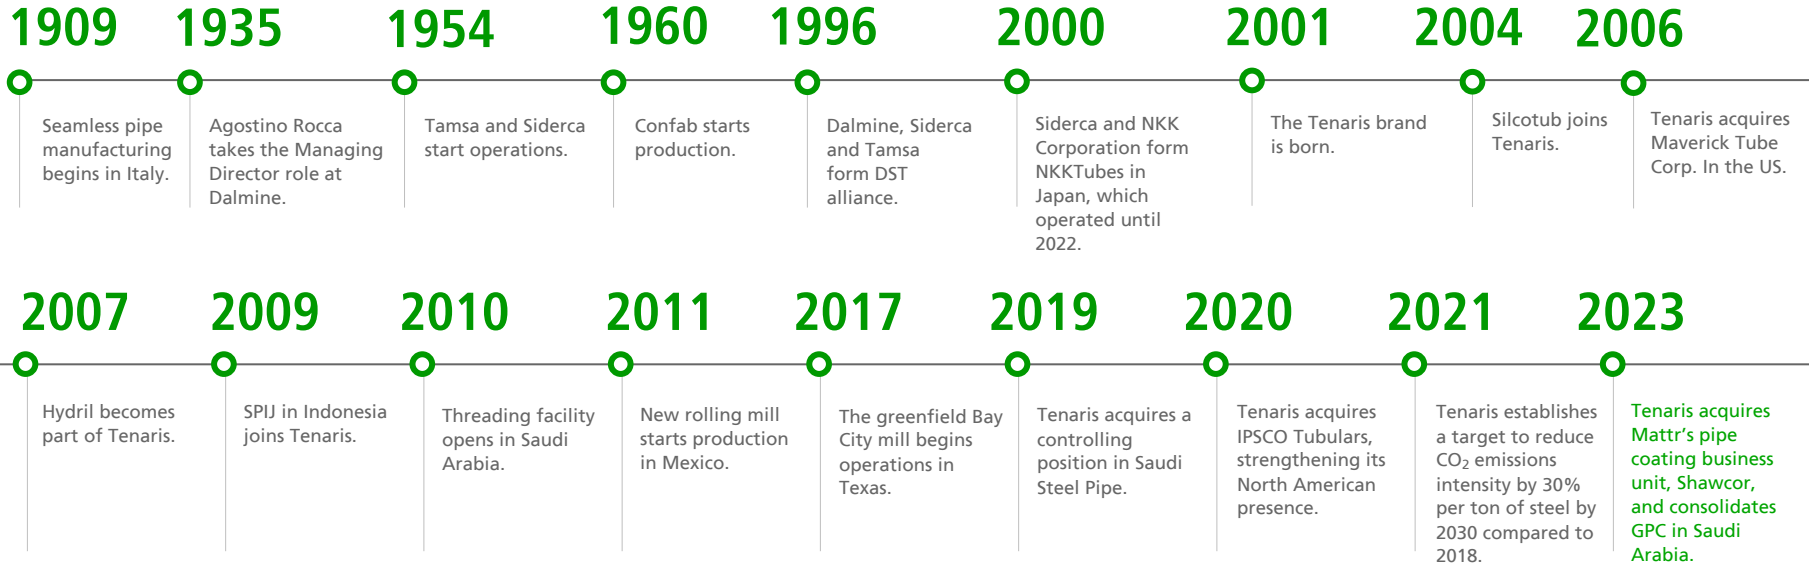 1909
Seamless pipe
manufacturing
begins in Italy.
1935
Agostino Rocca
takes the Managing
Director role at
Dalmine.
1954
Tamsa and Siderca
start operations.
1960
Confab starts
production.
1996
Dalmine, Siderca
and Tamsa
form DST
alliance.
2000
Siderca and NKK
Corporation form
NKKTubes in
Japan, which
operated until
2022.
2001
The Tenaris brand
is born.
2004
Silcotub joins
Tenaris.
2006
Tenaris acquires
Maverick Tube
Corp. In the US.
2007
Hydril becomes
part of Tenaris.
2009
SPIJ in Indonesia
joins Tenaris.
2010
Threading facility
opens in Saudi
Arabia.
2011
New rolling mill
starts production
in Mexico.
2017
The greenfield Bay
City mill begins
operations in
Texas.
2019
Tenaris acquires a
controlling
position in Saudi
Steel Pipe.
2020
Tenaris acquires
IPSCO Tubulars,
strengthening its
North American
presence.
2021
Tenaris establishes
a target to reduce
CO₂ emissions
intensity by 30%
per ton of steel by
2030 compared to
2018.
2023
Tenaris acquires
Mattr’s pipe
coating business
unit, Shawcor,
and consolidates
GPC in Saudi
Arabia.